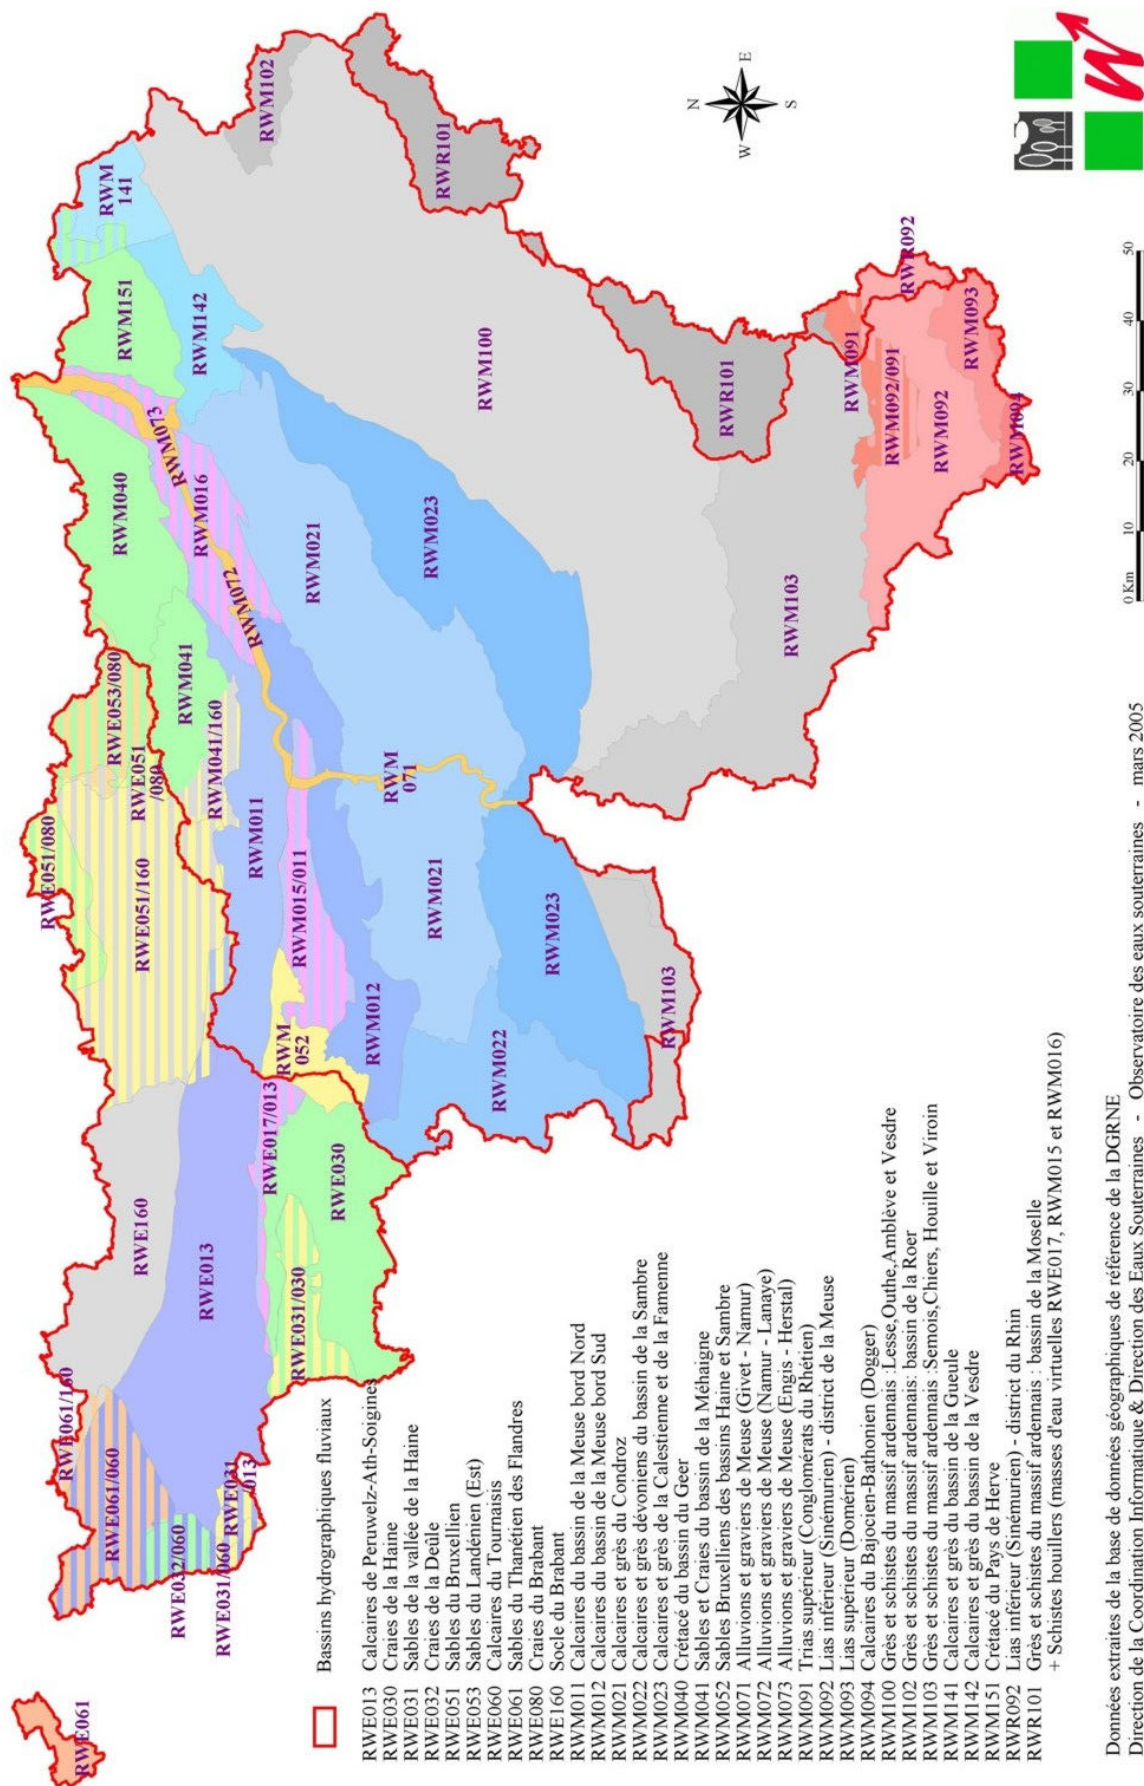 RWE061
RWE061/160
RWE061/060
RWE032/060
RWE031/060
RWE031
/013
RWE160
RWE013
RWE031/030
RWE030
RWE017/013
RWE051/080
RWE051/160
RWE051
/080
RWE053/080
RWM
052
RWM012
RWM022
RWM011
RWM015/011
RWM041/160
RWM041
RWM040
RWM021
RWM023
RWM103
RWM
071
RWM072
RWM073
RWM016
RWM021
RWM023
RWM151
RWM
141
RWM142
RWM100
RWM102
RWR101
RWR101
RWM103
RWM091
RWM092/091
RWM092
RWR092
RWM093
RWM094
N
W
E
S
0 Km
10
20
30
40
50
Bassins hydrographiques fluviaux
RWE013 Calcaires de Peruwelz-Ath-Soigines
RWE030 Craies de la Haine
RWE031 Sables de la vallée de la Haine
RWE032 Craies de la Deûle
RWE051 Sables du Bruxellien
RWE053 Sables du Landénien (Est)
RWE060 Calcaires du Tournaisis
RWE061 Sables du Thanétien des Flandres
RWE080 Craies du Brabant
RWE160 Socle du Brabant
RWM011 Calcaires du bassin de la Meuse bord Nord
RWM012 Calcaires du bassin de la Meuse bord Sud
RWM021 Calcaires et grès du Condroz
RWM022 Calcaires et grès dévoniens du bassin de la Sambre
RWM023 Calcaires et grès de la Calestienne et de la Famenne
RWM040 Crétacé du bassin du Geer
RWM041 Sables et Craies du bassin de la Méhaigne
RWM052 Sables Bruxelliens des bassins Haine et Sambre
RWM071 Alluvions et graviers de Meuse (Givet - Namur)
RWM072 Alluvions et graviers de Meuse (Namur - Lanaye)
RWM073 Alluvions et graviers de Meuse (Engis - Herstal)
RWM091 Trias supérieur (Conglomérats du Rhétien)
RWM092 Lias inférieur (Sinémurien) - district de la Meuse
RWM093 Lias supérieur (Domérien)
RWM094 Calcaires du Bajocien-Bathonien (Dogger)
RWM100 Grès et schistes du massif ardennais :Lesse,Outhe,Amblève et Vesdre
RWM102 Grès et schistes du massif ardennais: bassin de la Roer
RWM103 Grès et schistes du massif ardennais :Semois,Chiers, Houille et Viroin
RWM141 Calcaires et grès du bassin de la Gueule
RWM142 Calcaires et grès du bassin de la Vesdre
RWM151 Crétacé du Pays de Herve
RWR092 Lias inférieur (Sinémurien) - district du Rhin
RWR101 Grès et schistes du massif ardennais : bassin de la Moselle
+ Schistes houillers (masses d'eau virtuelles RWE017, RWM015 et RWM016)
Données extraites de la base de données géographiques de référence de la DGRNE
Direction de la Coordination Informatique & Direction des Eaux Souterraines - Observatoire des eaux souterraines - mars 2005